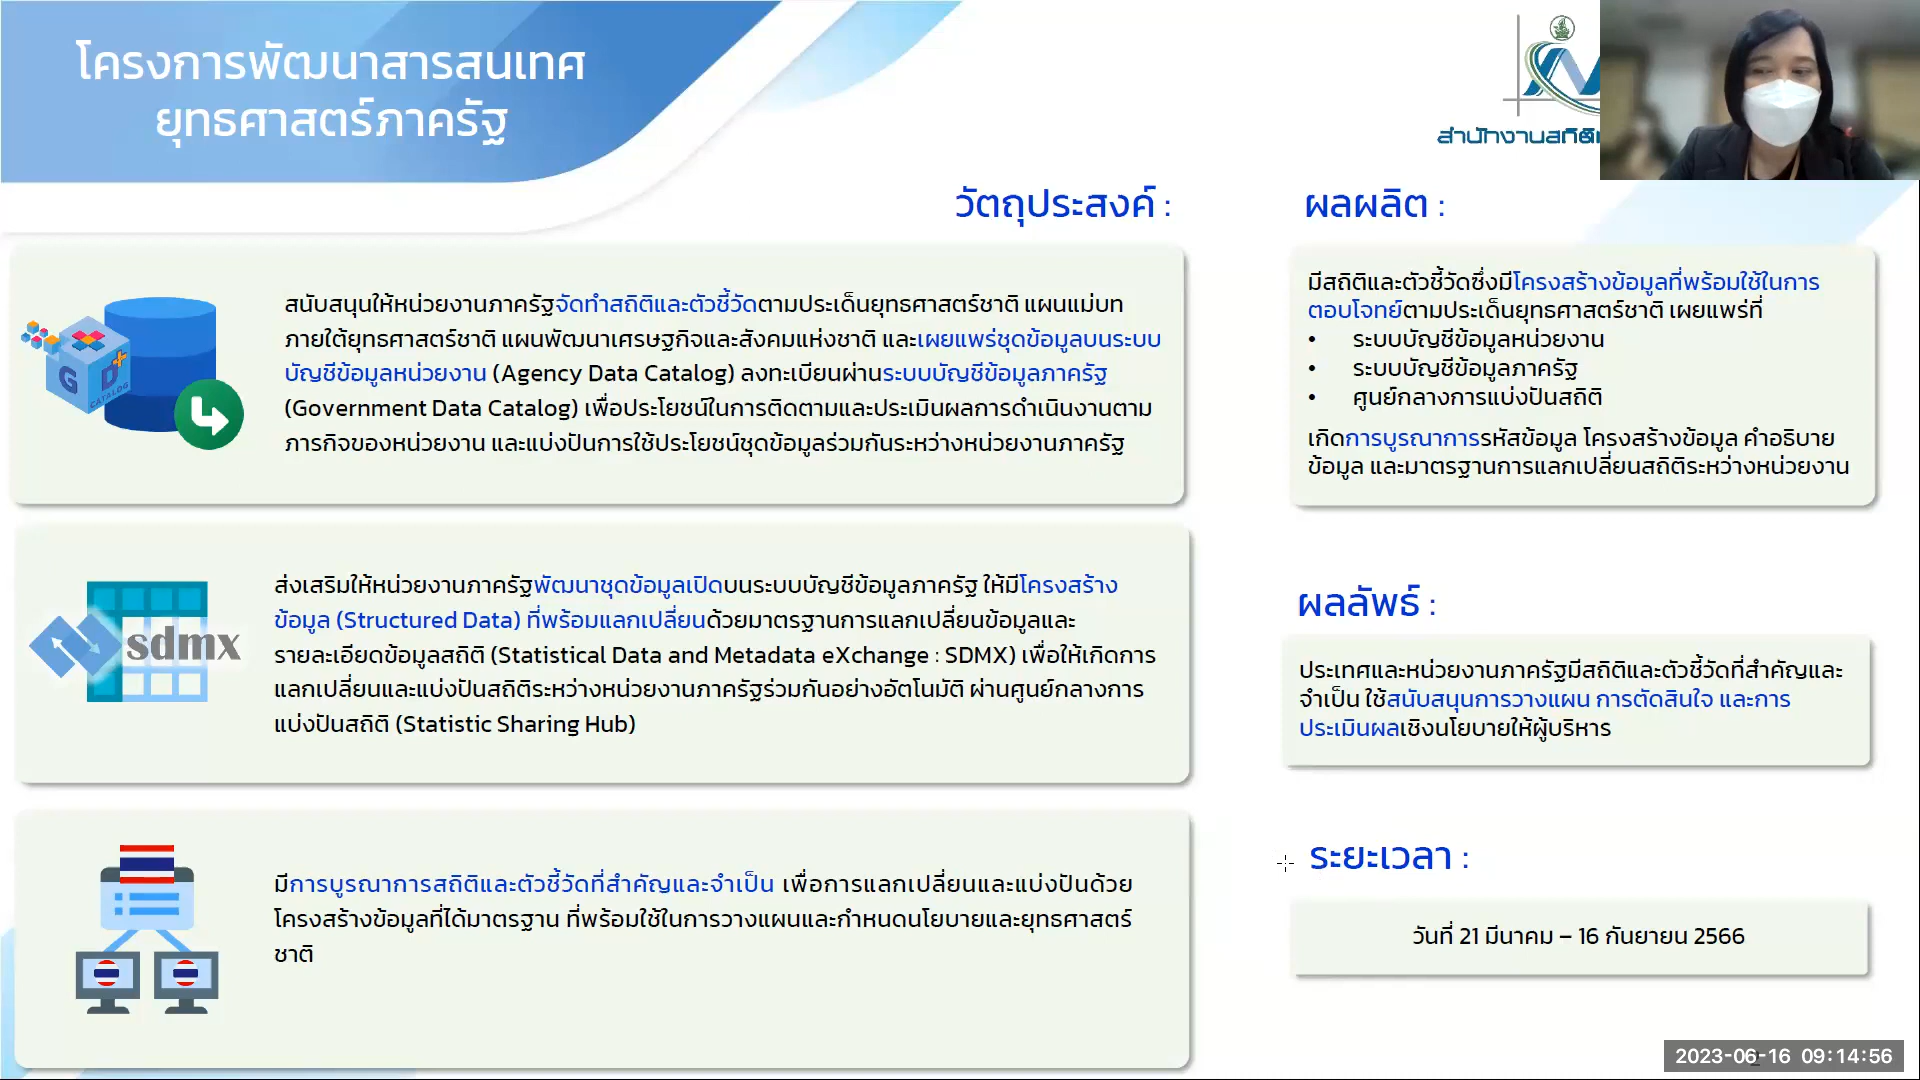 โครงการพัฒนาสารสนเทศ
ยุทธศาสตร์ภาครัฐ
วัตถุประสงค์ :
สนับสนุนให้หน่วยงานภาครัฐจัดทำสถิติและตัวชี้วัดตามประเด็นยุทธศาสตร์ชาติ แผนแม่บท
ภายใต้ยุทธศาสตร์ชาติ แผนพัฒนาเศรษฐกิจและสังคมแห่งชาติ และเผยแพร่ชุดข้อมูลบนระบบ
บัญชีข้อมูลหน่วยงาน (Agency Data Catalog) ลงทะเบียนผ่านระบบบัญชีข้อมูลภาครัฐ
(Government Data Catalog) เพื่อประโยชน์ในการติดตามและประเมินผลการดำเนินงานตาม
ภารกิจของหน่วยงาน และแบ่งปันการใช้ประโยชน์ชุดข้อมูลร่วมกันระหว่างหน่วยงานภาครัฐ
G D+
CATALOG
sdmx
ส่งเสริมให้หน่วยงานภาครัฐพัฒนาชุดข้อมูลเปิดบนระบบบัญชีข้อมูลภาครัฐ ให้มีโครงสร้าง
ข้อมูล (Structured Data) ที่พร้อมแลกเปลี่ยนด้วยมาตรฐานการแลกเปลี่ยนข้อมูลและ
รายละเอียดข้อมูลสถิติ (Statistical Data and Metadata eXchange : SDMX) เพื่อให้เกิดการ
แลกเปลี่ยนและแบ่งปันสถิติระหว่างหน่วยงานภาครัฐร่วมกันอย่างอัตโนมัติ ผ่านศูนย์กลางการ
แบ่งปันสถิติ (Statistic Sharing Hub)
มีการบูรณาการสถิติและตัวชี้วัดที่สำคัญและจำเป็น เพื่อการแลกเปลี่ยนและแบ่งปันด้วย
โครงสร้างข้อมูลที่ได้มาตรฐาน ที่พร้อมใช้ในการวางแผนและกำหนดนโยบายและยุทธศาสตร์
ชาติ
สำนักงานสถิติ
ผลผลิต :
มีสถิติและตัวชี้วัดซึ่งมีโครงสร้างข้อมูลที่พร้อมใช้ในการ
ตอบโจทย์ตามประเด็นยุทธศาสตร์ชาติ เผยแพร่ที่
• ระบบบัญชีข้อมูลหน่วยงาน
• ระบบบัญชีข้อมูลภาครัฐ
• ศูนย์กลางการแบ่งปันสถิติ
เกิดการบูรณาการรหัสข้อมูล โครงสร้างข้อมูล คำอธิบาย
ข้อมูล และมาตรฐานการแลกเปลี่ยนสถิติระหว่างหน่วยงาน
ผลลัพธ์ :
ประเทศและหน่วยงานภาครัฐมีสถิติและตัวชี้วัดที่สำคัญและ
จำเป็น ใช้สนับสนุนการวางแผน การตัดสินใจ และการ
ประเมินผลเชิงนโยบายให้ผู้บริหาร
ระยะเวลา :
วันที่ 21 มีนาคม – 16 กันยายน 2566
2023-06-16 09:14:56